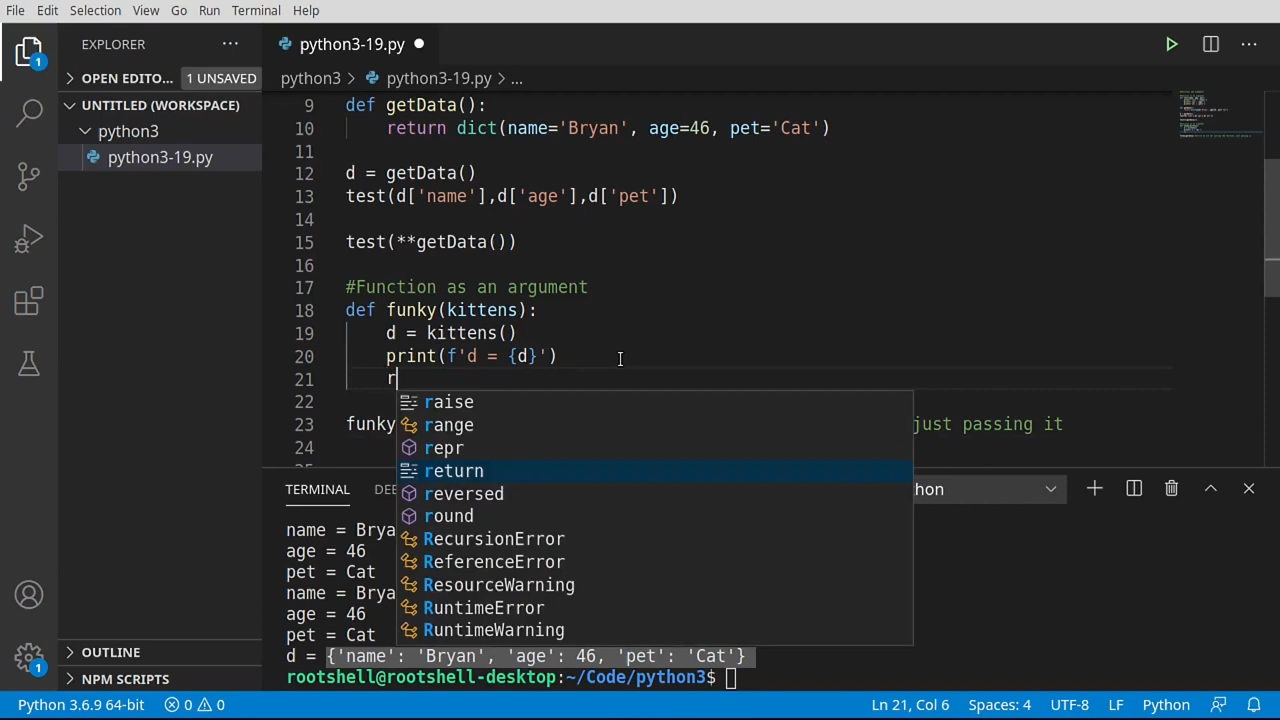 File Edit Selection View Go Run Terminal Help
EXPLORER
python3-19.py
OPEN EDITO... 1 UNSAVED
python3 > python3-19.py > ...
UNTITLED (WORKSPACE)
python3
python3-19.py
9 def getData():
10 return dict(name='Bryan', age=46, pet='Cat')
11
12 d = getData()
13 test(d['name'],d['age'],d['pet'])
14
15 test(**getData())
16
17 #Function as an argument
18 def funky(kittens):
19 d = kittens()
20 print(f'd = {d}')
21 r
22
23 funky just passing it
24
raise
range
repr
return
reversed
round
RecursionError
ReferenceError
ResourceWarning
RuntimeError
RuntimeWarning
TERMINAL DE hon
name = Brya
age = 46
pet = Cat
name = Brya
age = 46
pet = Cat
d = {'name': 'Bryan', 'age': 46, 'pet': 'Cat'}
rootshell@rootshell-desktop:~/Code/python3$
1
1
OUTLINE
NPM SCRIPTS
Python 3.6.9 64-bit 0 0 Ln 21, Col 6 Spaces: 4 UTF-8 LF Python